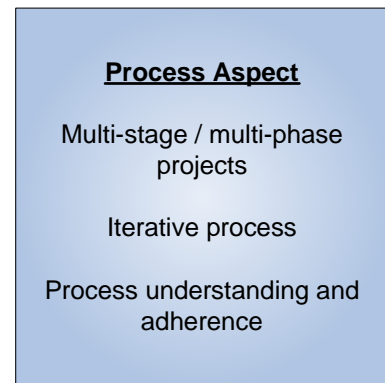 Process Aspect
Multi-stage / multi-phase
projects
Iterative process
Process understanding and
adherence